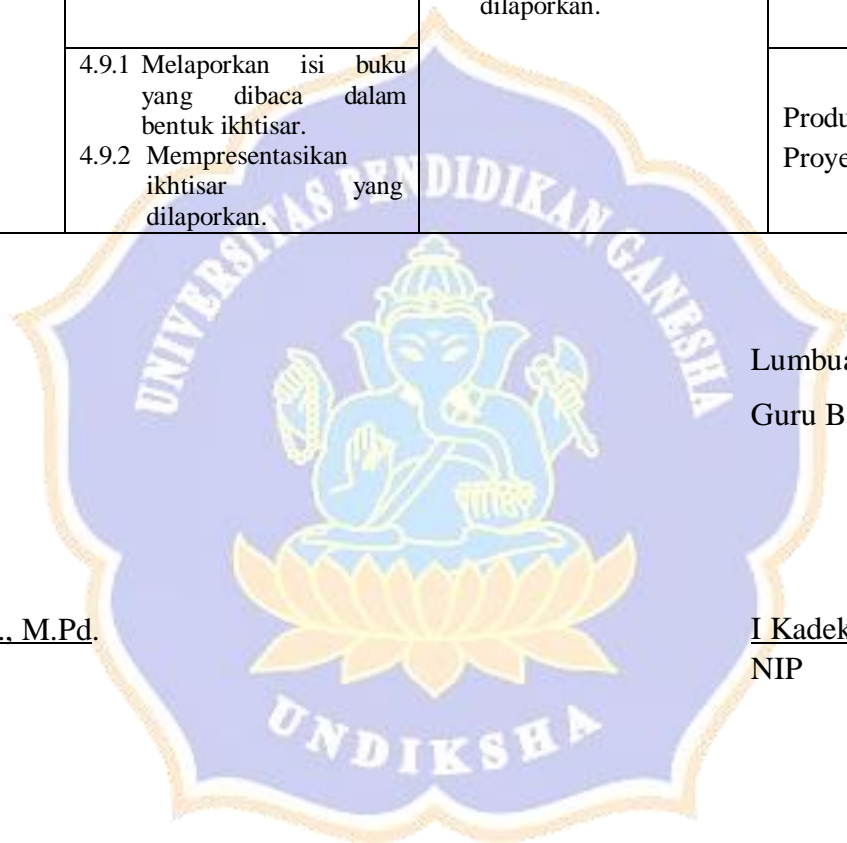 dilaporkan.
4.9.1 Melaporkan isi buku
yang dibaca dalam
bentuk ikhtisar.
4.9.2 Mempresentasikan
ikhtisar yang
dilaporkan.
Produ
Proye
UNIVERSITAS PENDIDIKAN GANESHA
Lumbua
Guru B
., M.Pd.
I Kadek
NIP
UNDIKSHA